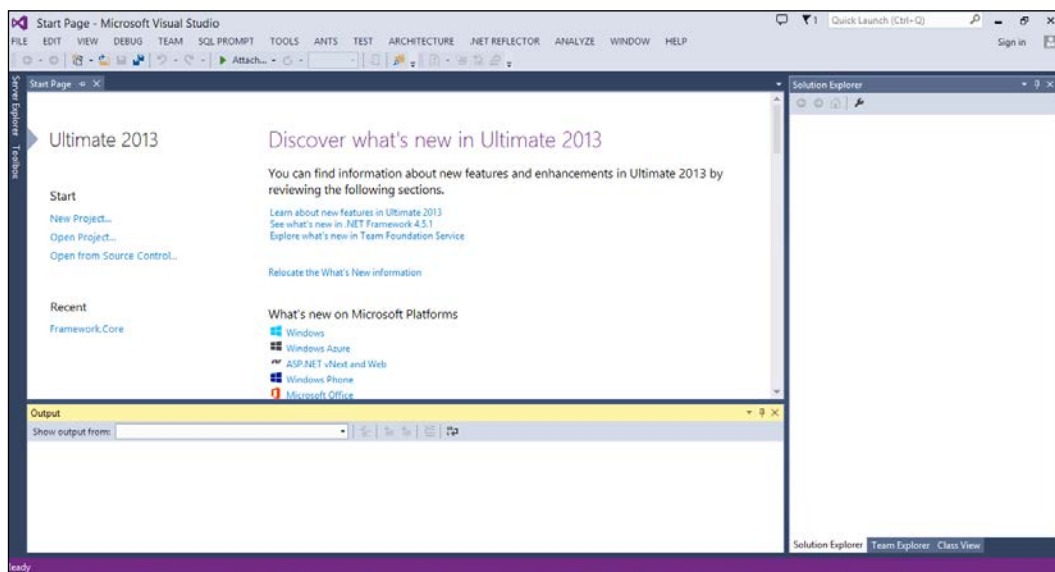 Start Page - Microsoft Visual Studio
1
Quick Launch (Ctrl+Q)
FILE EDIT VIEW DEBUG TEAM SQL PROMPT TOOLS ANTS TEST ARCHITECTURE .NET REFLECTOR ANALYZE WINDOW HELP
Sign in
Attach...
Server Explorer
Toolbox
Start Page
Ultimate 2013
Start
New Project...
Open Project...
Open from Source Control...
Recent
Framework.Core
Discover what's new in Ultimate 2013
You can find information about new features and enhancements in Ultimate 2013 by
reviewing the following sections.
Learn about new features in Ultimate 2013
See what's new in .NET Framework 4.5.1
Explore what's new in Team Foundation Service
Relocate the What's New information
What's new on Microsoft Platforms
Windows
Windows Azure
ASP.NET vNext and Web
Windows Phone
Microsoft Office
Solution Explorer
Output
Show output from:
Solution Explorer Team Explorer Class View
eady